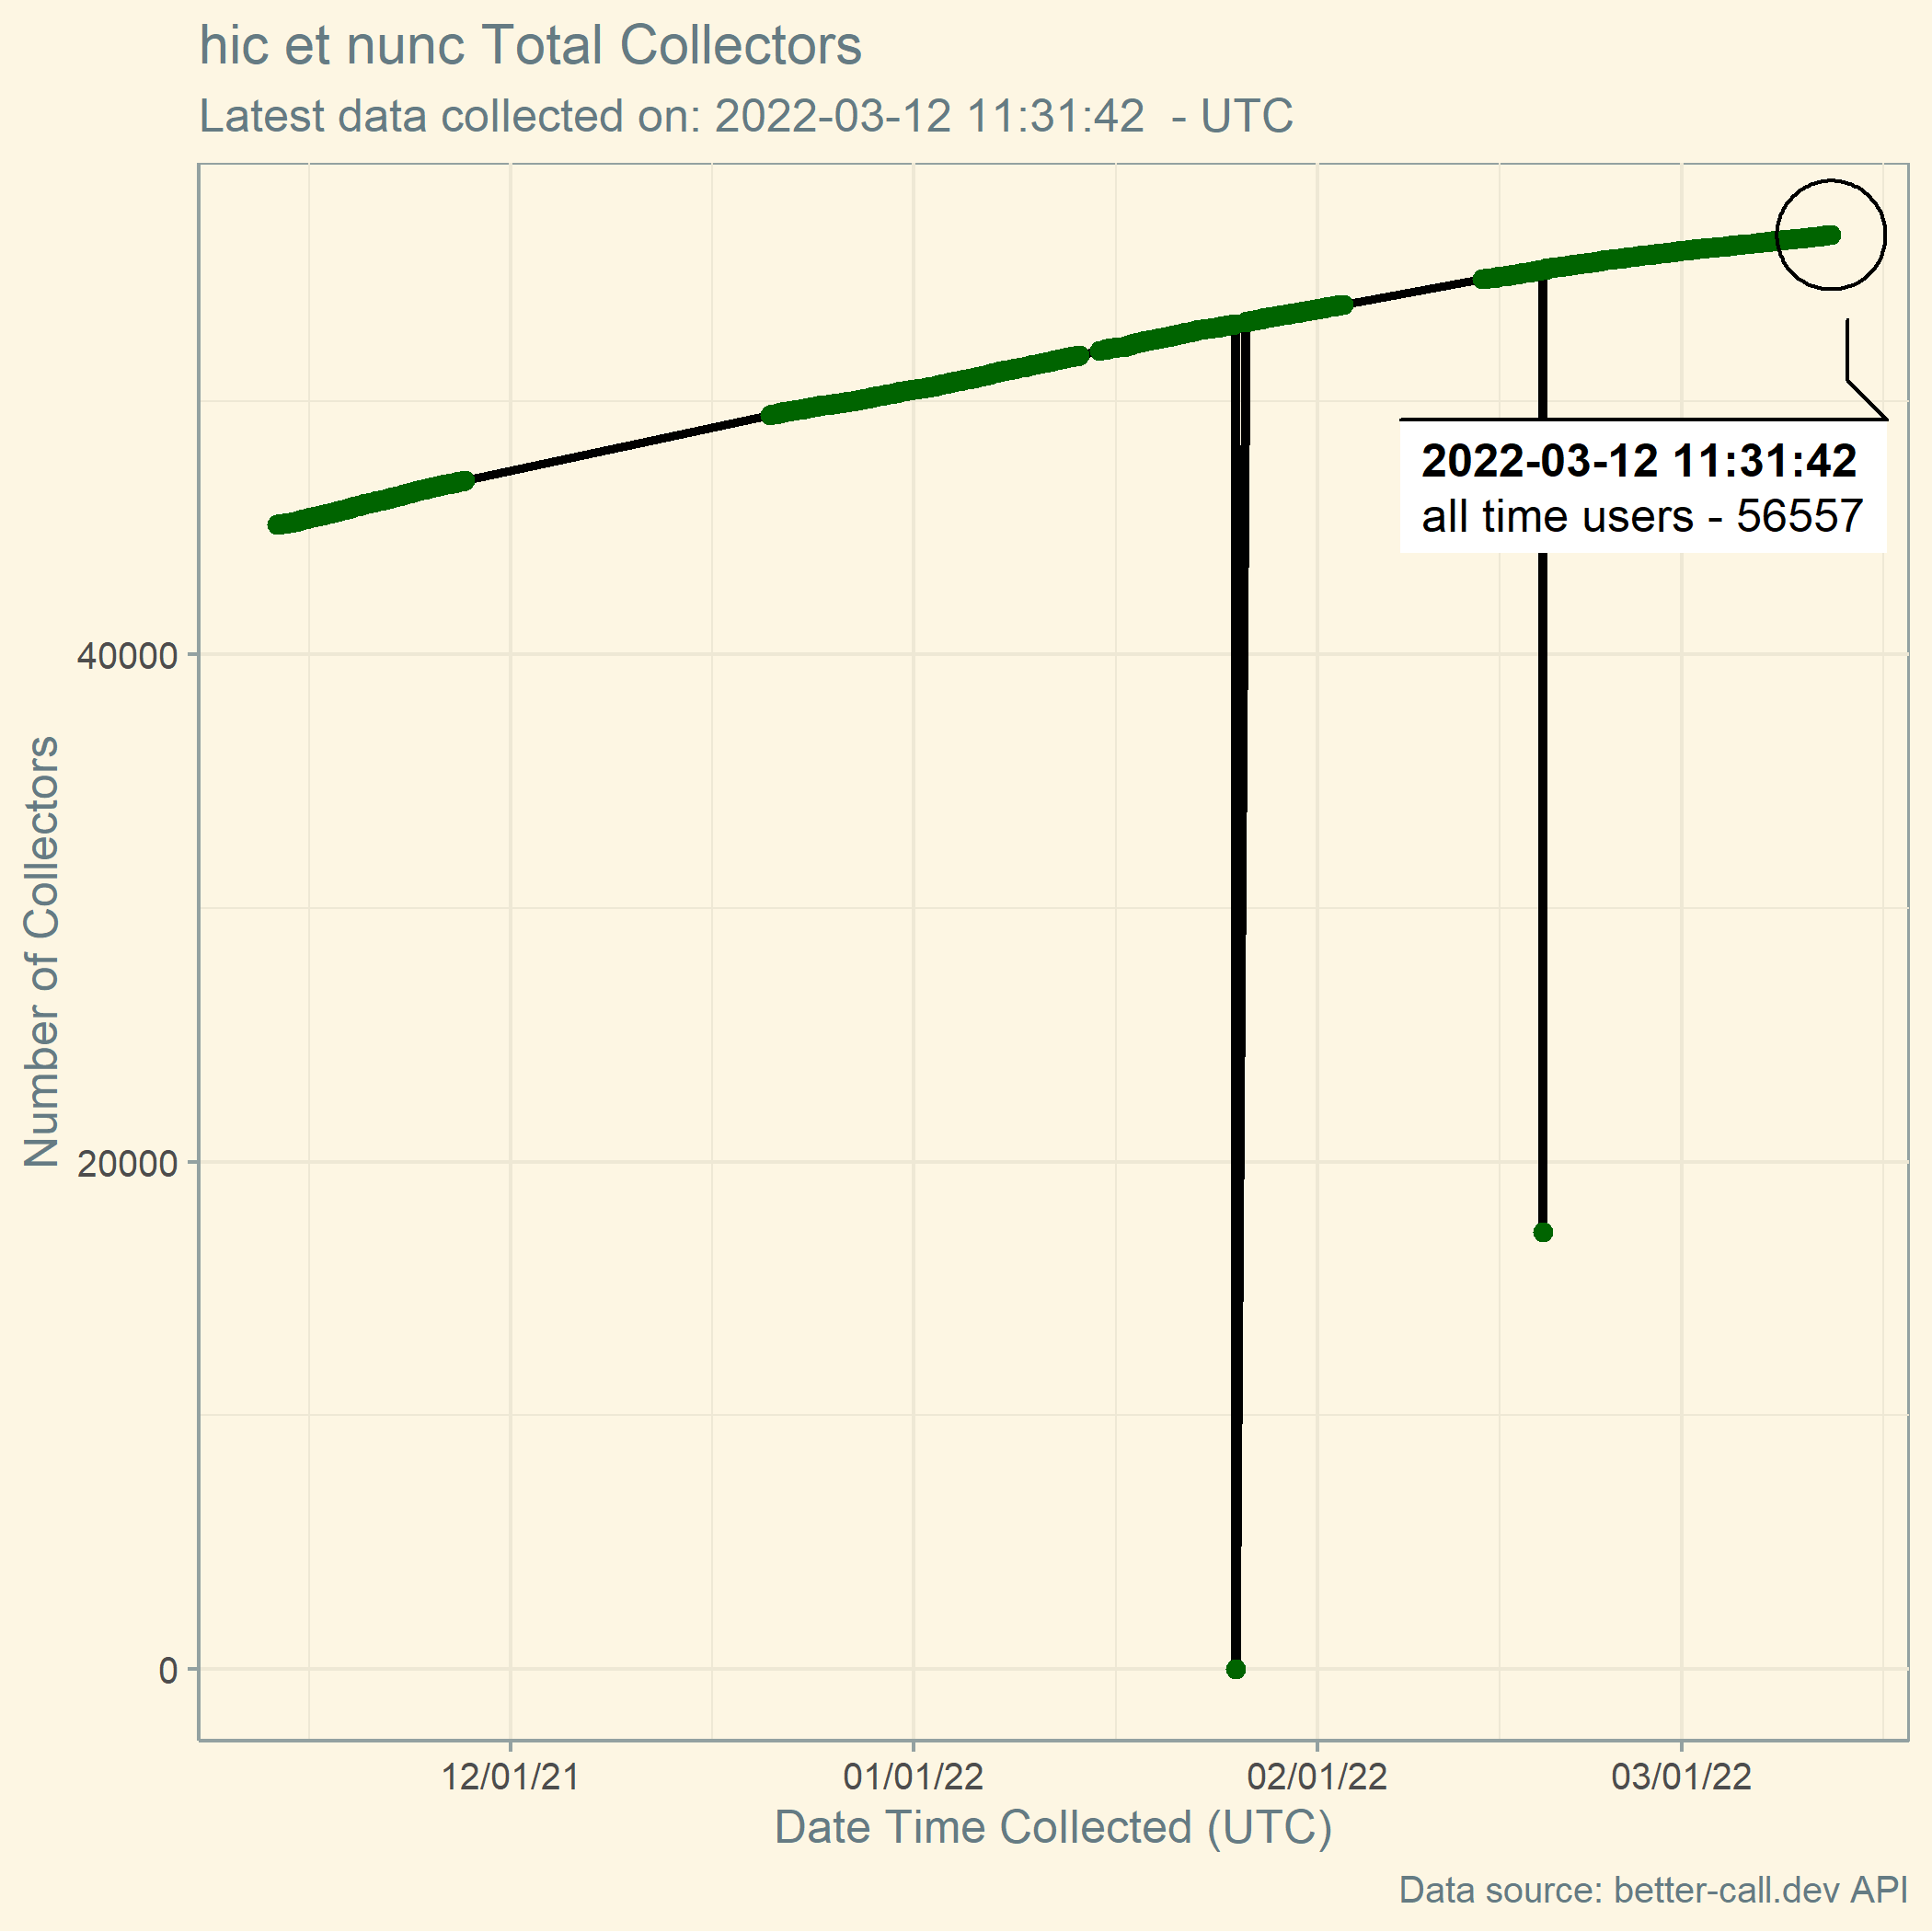 hic et nunc Total Collectors
Latest data collected on: 2022-03-12 11:31:42  - UTC
2022-03-12 11:31:42
all time users - 56557
Number of Collectors
40000
20000
0
12/01/21
01/01/22
02/01/22
03/01/22
Date Time Collected (UTC)
Data source: better-call.dev API